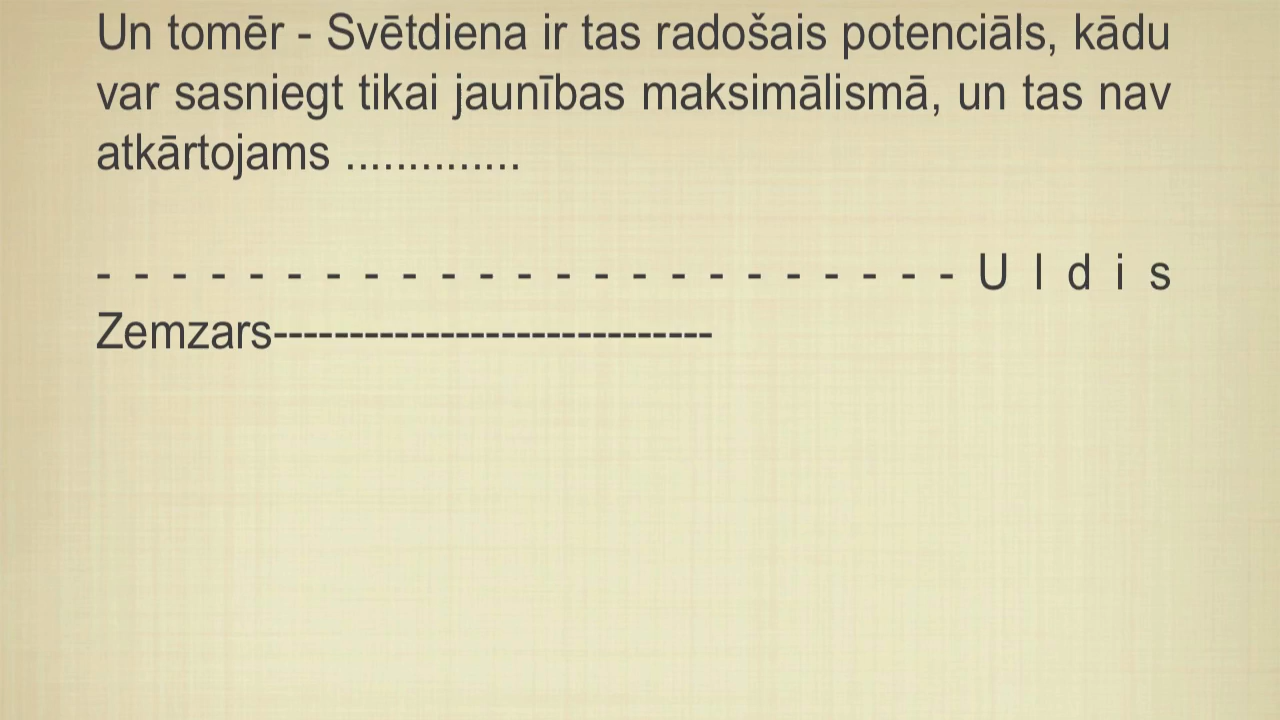 Un tomēr - Svētdiena ir tas radošais potenciāls, kādu
var sasniegt tikai jaunības maksimālismā, un tas nav
atkārtojams ..............
- - - - - - - - - - - - - - - - - - - - - - - U l d i s
Zemzars-----------------------------